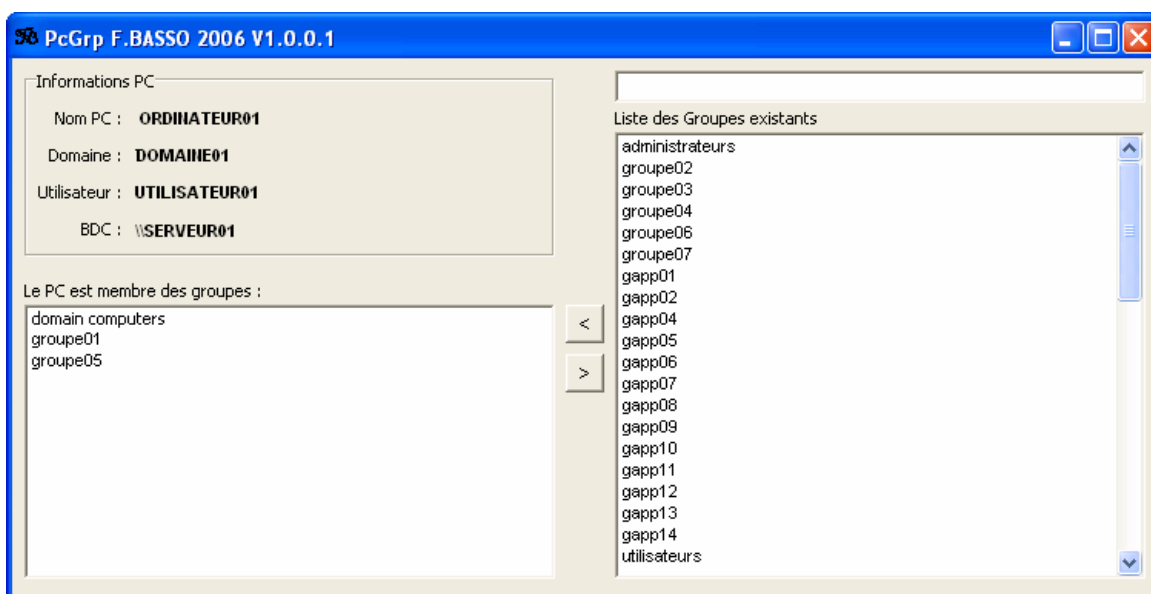 PcGrp F.BASSO 2006 V1.0.0.1
Informations PC
Nom PC : ORDINATEUR01
Domaine : DOMAINE01
Utilisateur : UTILISATEUR01
BDC : \\SERVEUR01
Le PC est membre des groupes :
domain computers
groupe01
groupe05
<
>
Liste des Groupes existants
administrateurs
groupe02
groupe03
groupe04
groupe06
groupe07
gapp01
gapp02
gapp04
gapp05
gapp06
gapp07
gapp08
gapp09
gapp10
gapp11
gapp12
gapp13
gapp14
utilisateurs